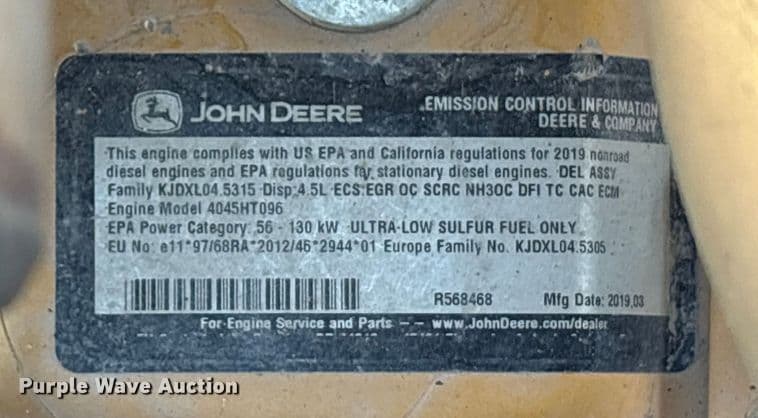 JOHN DEERE
EMISSION CONTROL INFORMATION
DEERE & COMPANY
This engine complies with US EPA and California regulations for 2019 nonroad
diesel engines and EPA regulations for stationary diesel engines. DEL ASSY
Family KJDXL04.5315 Disp 4.5L ECS:EGR OC SCRC NH3OC DFI TC CAC ECM
Engine Model 4045HT096
EPA Power Category: 56 - 130 kW ULTRA-LOW SULFUR FUEL ONLY
EU No: e11*97/68RA*2012/46*2944*01 Europe Family No. KJDXL04.5305
R568468 Mfg Date: 2019.03
For Engine Service and Parts -- www.JohnDeere.com/dealer
Purple Wave Auction